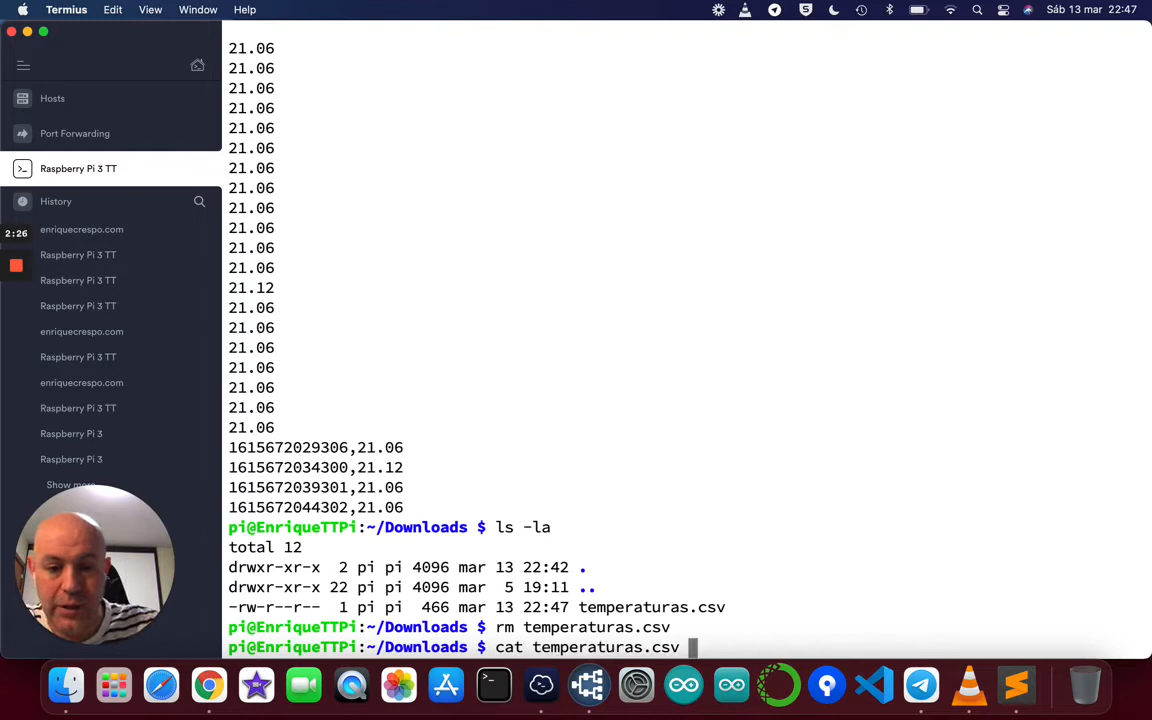 Termius Edit View Window Help Sáb 13 mar 22:47
Hosts
Port Forwarding
Raspberry Pi 3 TT
History
2:26
enriquecrespo.com
Raspberry Pi 3 TT
Raspberry Pi 3 TT
Raspberry Pi 3 TT
enriquecrespo.com
Raspberry Pi 3 TT
enriquecrespo.com
Raspberry Pi 3 TT
Raspberry Pi 3
Raspberry Pi 3
Show
21.06
21.06
21.06
21.06
21.06
21.06
21.06
21.06
21.06
21.06
21.06
21.06
21.12
21.06
21.06
21.06
21.06
21.06
21.06
21.06
1615672029306,21.06
1615672034300,21.12
1615672039301,21.06
1615672044302,21.06
pi@EnriqueTTPi:~/Downloads $ ls -la
total 12
drwxr-xr-x 2 pi pi 4096 mar 13 22:42 .
drwxr-xr-x 22 pi pi 4096 mar 5 19:11 ..
-rw-r--r-- 1 pi pi 466 mar 13 22:47 temperaturas.csv
pi@EnriqueTTPi:~/Downloads $ rm temperaturas.csv
pi@EnriqueTTPi:~/Downloads $ cat temperaturas.csv